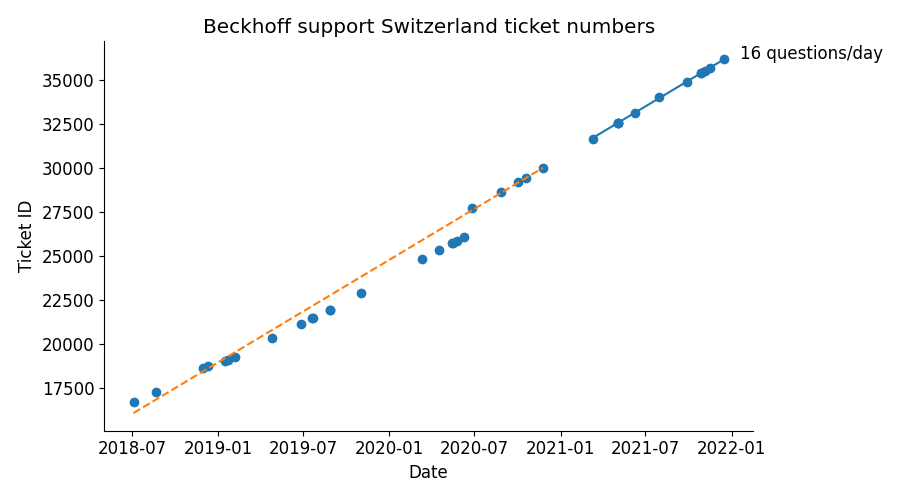 Beckhoff support Switzerland ticket numbers
16 questions/day
35000
32500
30000
27500
25000
22500
20000
17500
Ticket ID
2018-07 2019-01 2019-07 2020-01 2020-07 2021-01 2021-07 2022-01
Date